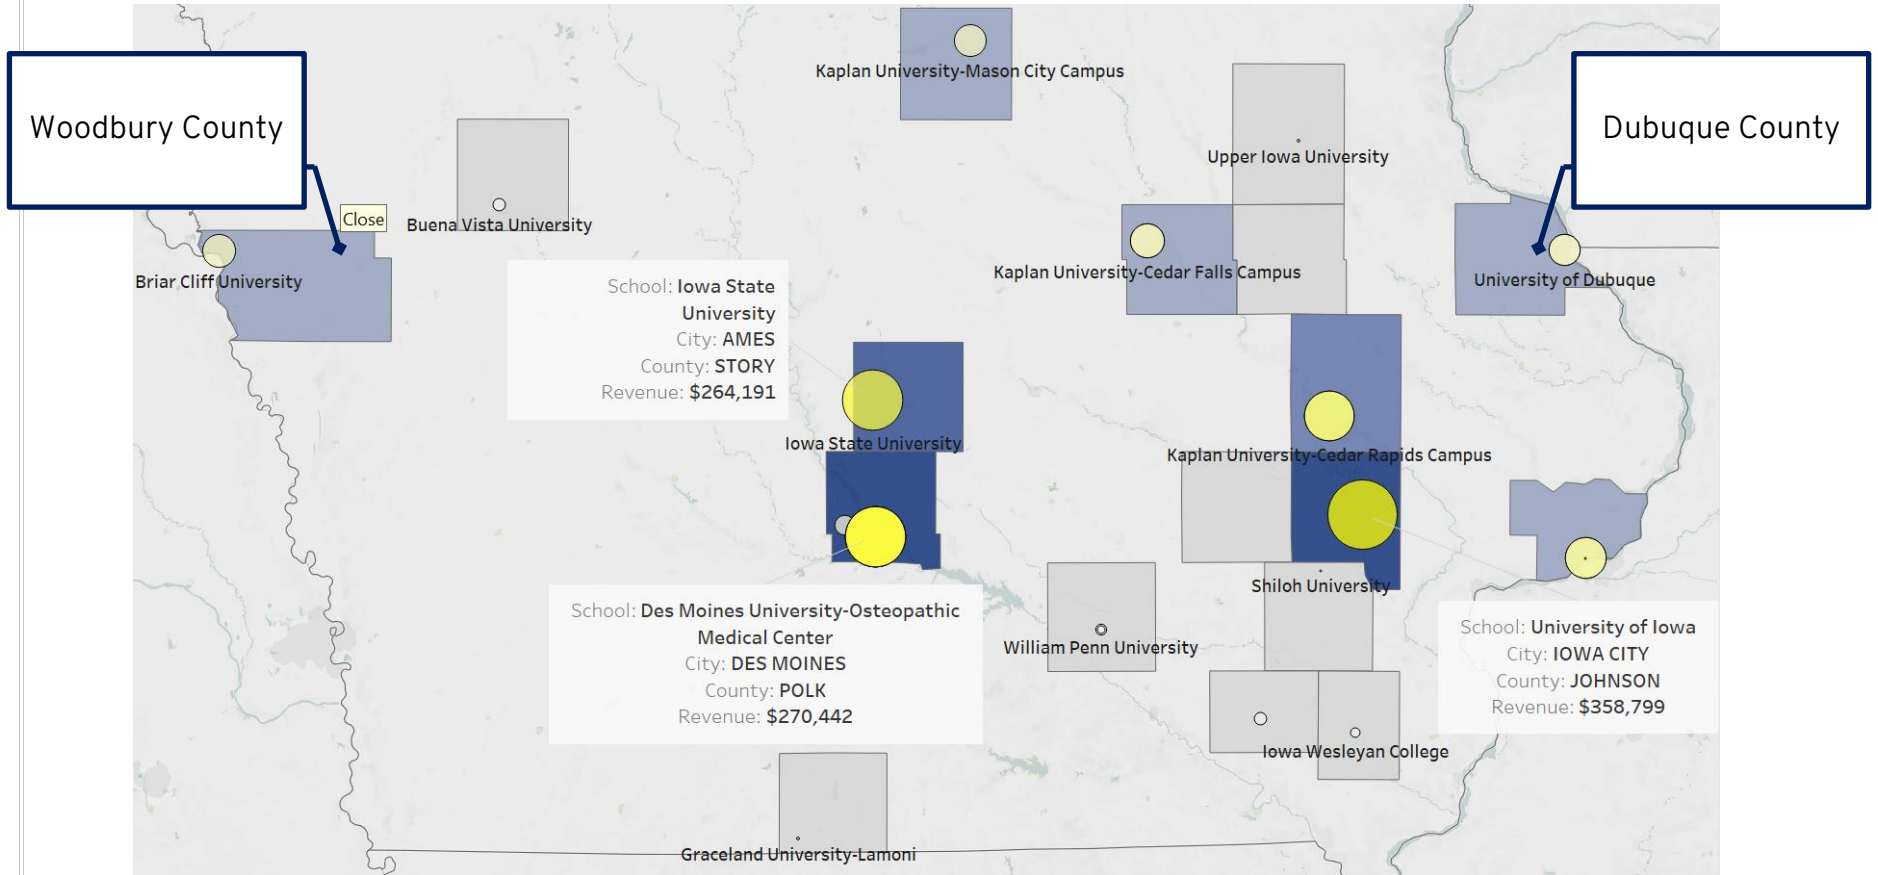 Kaplan University-Mason City Campus
Woodbury County
Dubuque County
Upper Iowa University
Close
Buena Vista University
Briar Cliff University
Kaplan University-Cedar Falls Campus
University of Dubuque
School: Iowa State
University
City: AMES
County: STORY
Revenue: $264,191
Iowa State University
Kaplan University-Cedar Rapids Campus
Shiloh University
School: Des Moines University-Osteopathic
Medical Center
City: DES MOINES
County: POLK
Revenue: $270,442
William Penn University
School: University of Iowa
City: IOWA CITY
County: JOHNSON
Revenue: $358,799
Iowa Wesleyan College
Graceland University-Lamoni